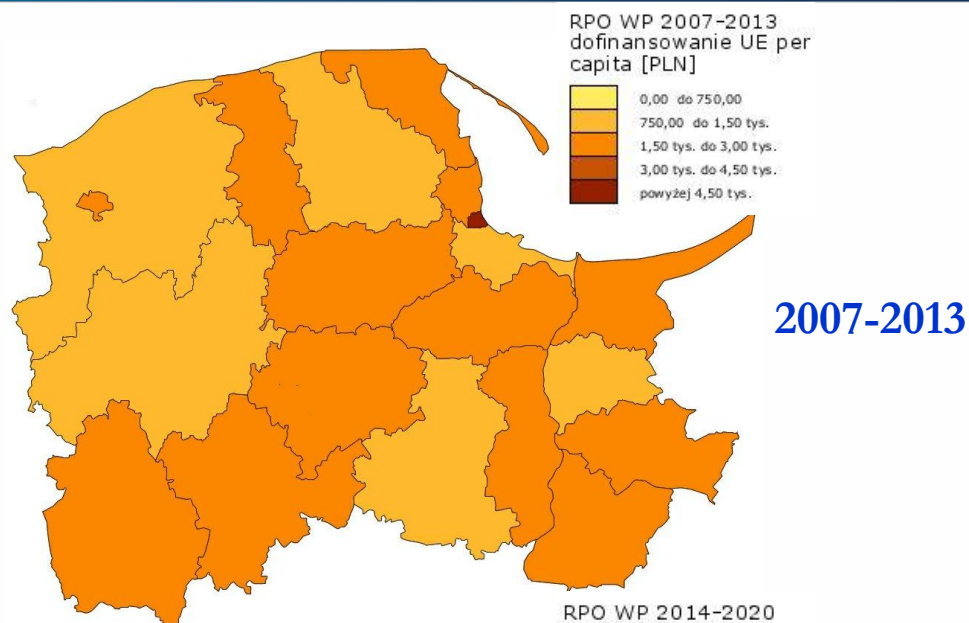 RPO WP 2007-2013
dofinansowanie UE per
capita [PLN]
0,00 do 750,00
750,00 do 1,50 tys.
1,50 tys. do 3,00 tys.
3,00 tys. do 4,50 tys.
powyżej 4,50 tys.
2007-2013
RPO WP 2014-2020